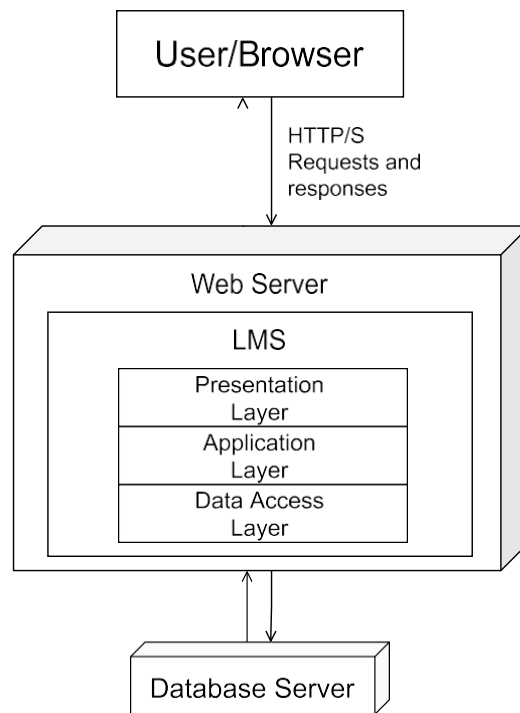 User/Browser
HTTP/S
Requests and
responses
Web Server
LMS
Presentation
Layer
Application
Layer
Data Access
Layer
Database Server